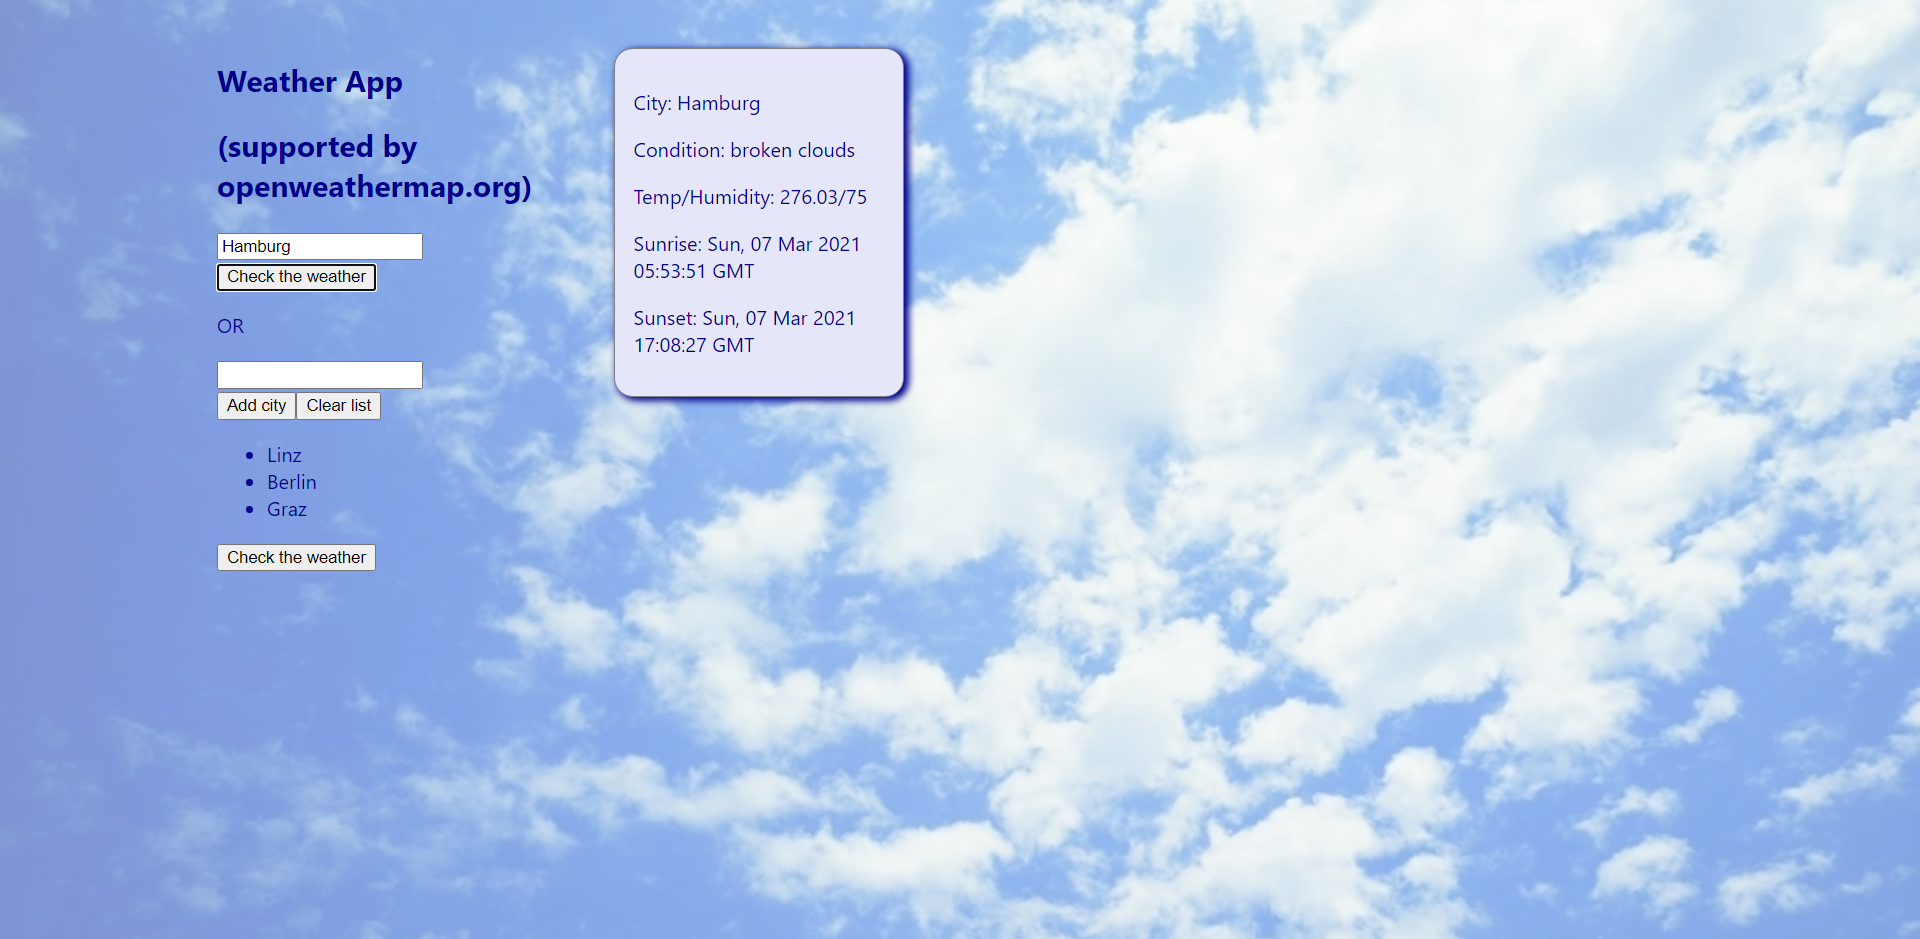 Weather App
(supported by
openweathermap.org)
Hamburg
Check the weather
OR
Add city Clear list
Linz
Berlin
Graz
Check the weather
City: Hamburg
Condition: broken clouds
Temp/Humidity: 276.03/75
Sunrise: Sun, 07 Mar 2021
05:53:51 GMT
Sunset: Sun, 07 Mar 2021
17:08:27 GMT